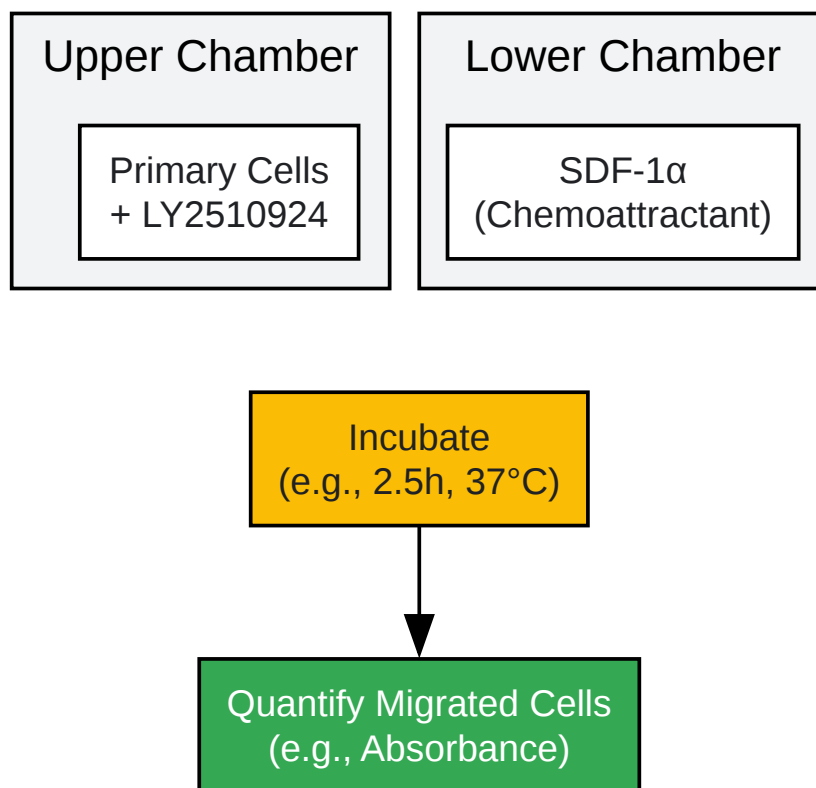 Upper Chamber
Primary Cells
+ LY2510924
Lower Chamber
SDF-1α
(Chemoattractant)
Incubate
(e.g., 2.5h, 37°C)
Quantify Migrated Cells
(e.g., Absorbance)